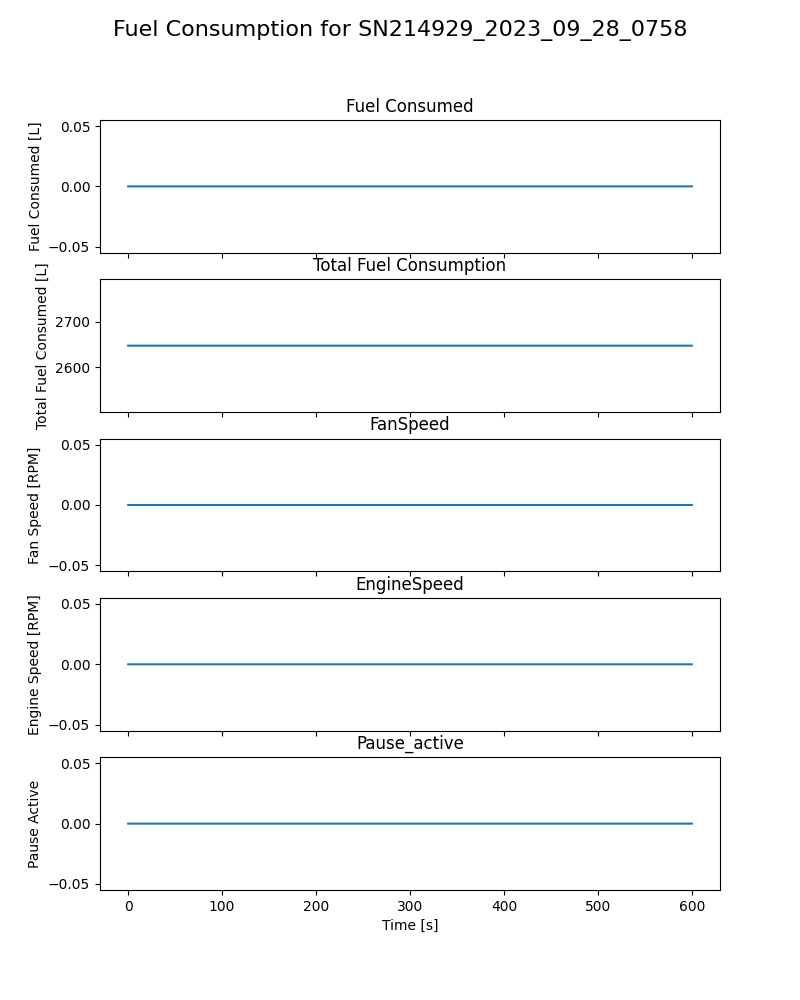 Fuel Consumption for SN214929_2023_09_28_0758
Fuel Consumed
Fuel Consumed [L]
0.05
0.00
−0.05
Total Fuel Consumption
Total Fuel Consumed [L]
2700
2600
FanSpeed
Fan Speed [RPM]
0.05
0.00
−0.05
EngineSpeed
Engine Speed [RPM]
0.05
0.00
−0.05
Pause_active
Pause Active
0.05
0.00
−0.05
0 100 200 300 400 500 600
Time [s]